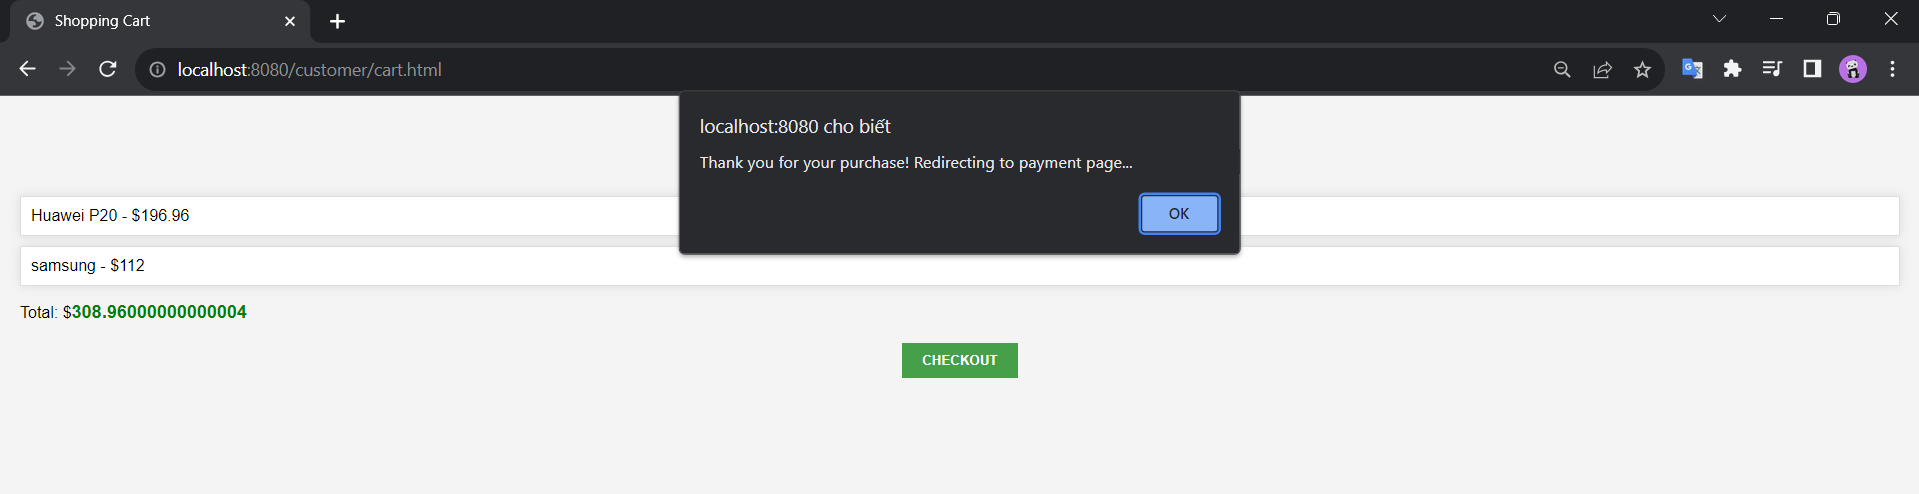 Shopping Cart
localhost:8080/customer/cart.html
localhost:8080 cho biết
Thank you for your purchase! Redirecting to payment page...
OK
Huawei P20 - $196.96
samsung - $112
Total: $308.96000000000004
CHECKOUT